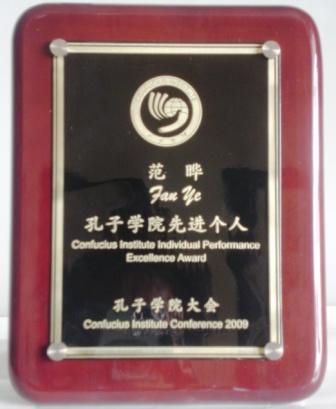 范 晔
Fan Ye
孔子学院先进个人
Confucius Institute Individual Performance
Excellence Award
孔子学院大会
Confucius Institute Conference 2009